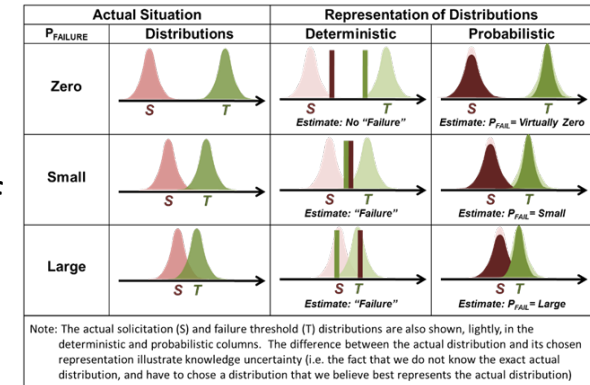 Actual Situation Representation of Distributions
PFAILURE Distributions Deterministic Probabilistic
Zero
S T S T S T
Estimate: No "Failure" Estimate: PFAIL= Virtually Zero
Small
S T S T S T
Estimate: "Failure" Estimate: PFAIL= Small
Large
S T S T S T
Estimate: "Failure" Estimate: PFAIL= Large
Note: The actual solicitation (S) and failure threshold (T) distributions are also shown, lightly, in the
deterministic and probabilistic columns. The difference between the actual distribution and its chosen
representation illustrate knowledge uncertainty (i.e. the fact that we do not know the exact actual
distribution, and have to chose a distribution that we believe best represents the actual distribution)